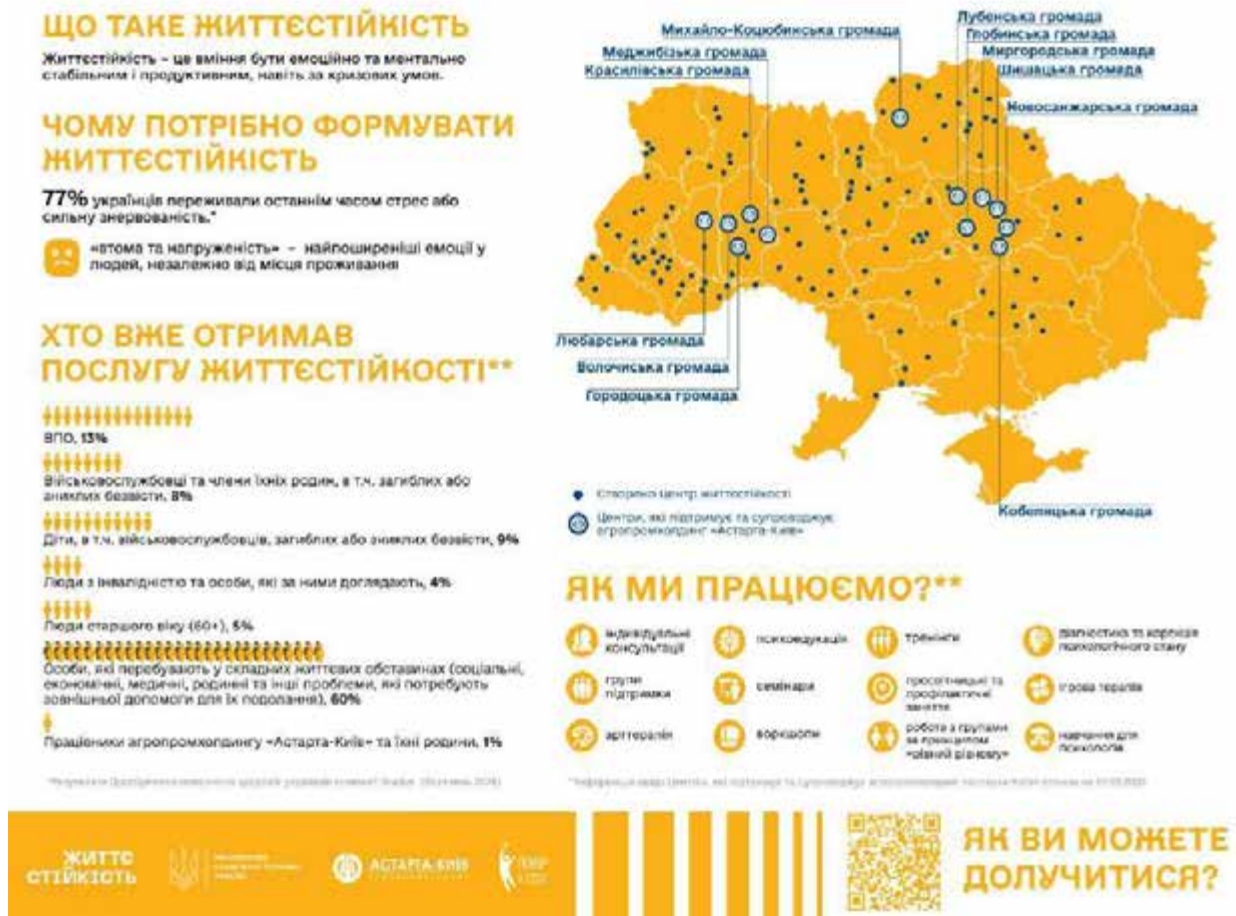 ЩО ТАКЕ ЖИТТЄСТІЙКІСТЬ
Життєстійкість – це вміння бути емоційно та ментально
стабільним і продуктивним, навіть за кризових умов.
ЧОМУ ПОТРІБНО ФОРМУВАТИ
ЖИТТЄСТІЙКІСТЬ
77% українців переживали останнім часом стрес або
сильну знервованість.*
«втома та напруженість» – найпоширеніші емоції у
людей, незалежно від місця проживання
ХТО ВЖЕ ОТРИМАВ
ПОСЛУГУ ЖИТТЄСТІЙКОСТІ**
ВПО, 13%
Військовослужбовці та члени їхніх родин, в т.ч. загиблих або
зниклих безвісти, 8%
Діти, в т.ч. військовослужбовців, загиблих або зниклих безвісти, 9%
Люди з інвалідністю та особи, які за ними доглядають, 4%
Люди старшого віку (60+), 5%
Особи, які перебувають у складних життєвих обставинах (соціальні,
економічні, медичні, родинні та інші проблеми, які потребують
зовнішньої допомоги для їх подолання), 60%
Працівники агропромхолдингу «Астарта-Київ» та їхні родини, 1%
Михайло-Коцюбинська громада
Меджибізька громада
Красилівська громада
Лубенська громада
Глобинська громада
Миргородська громада
Шишацька громада
Новосанжарська громада
Любарська громада
Волочиська громада
Городоцька громада
Кобеляцька громада
Створено центр життєстійкості
Центри, які підтримує та супроводжує
агропромхолдинг «Астарта-Київ»
ЯК МИ ПРАЦЮЄМО?**
індивідуальні
консультації
психоедукація
тренінги
діагностика та корекція
психологічного стану
групи
підтримки
семінари
просвітницькі та
профілактичні
заняття
ігрова терапія
арттерапія
воркшопи
робота з групами
за принципом
«рівний рівному»
навчання для
психологів
ЖИТТЄ
СТІЙКІСТЬ
АСТАРТА-КИЇВ
ЯК ВИ МОЖЕТЕ
ДОЛУЧИТИСЯ?